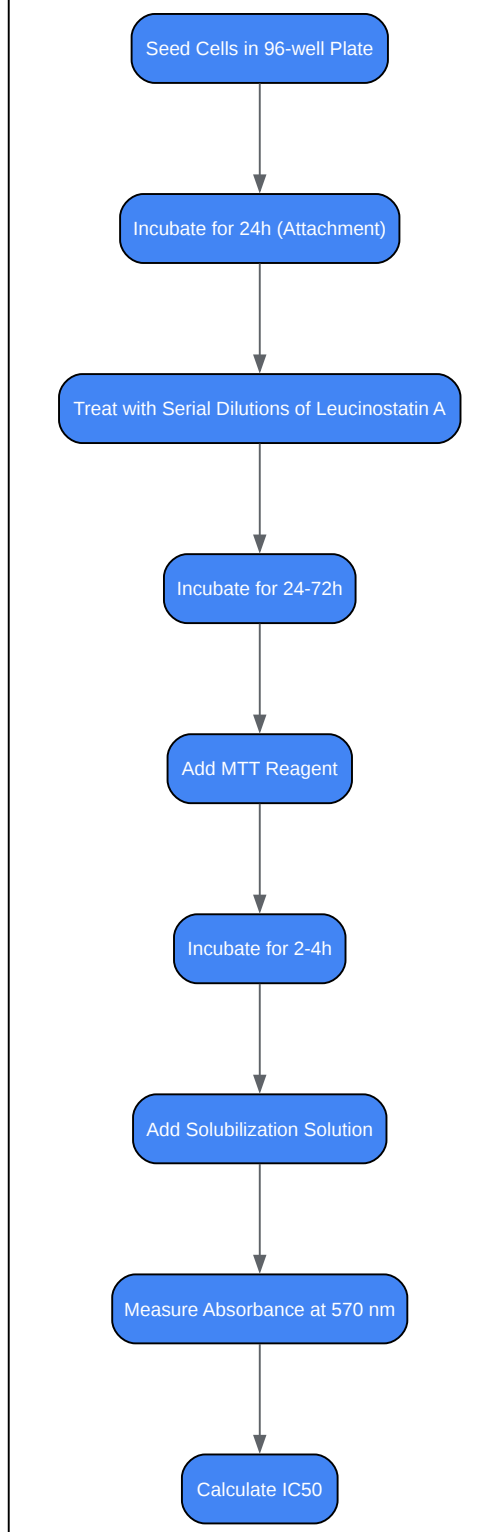 Seed Cells in 96-well Plate
Incubate for 24h (Attachment)
Treat with Serial Dilutions of Leucinostatin A
Incubate for 24-72h
Add MTT Reagent
Incubate for 2-4h
Add Solubilization Solution
Measure Absorbance at 570 nm
Calculate IC50